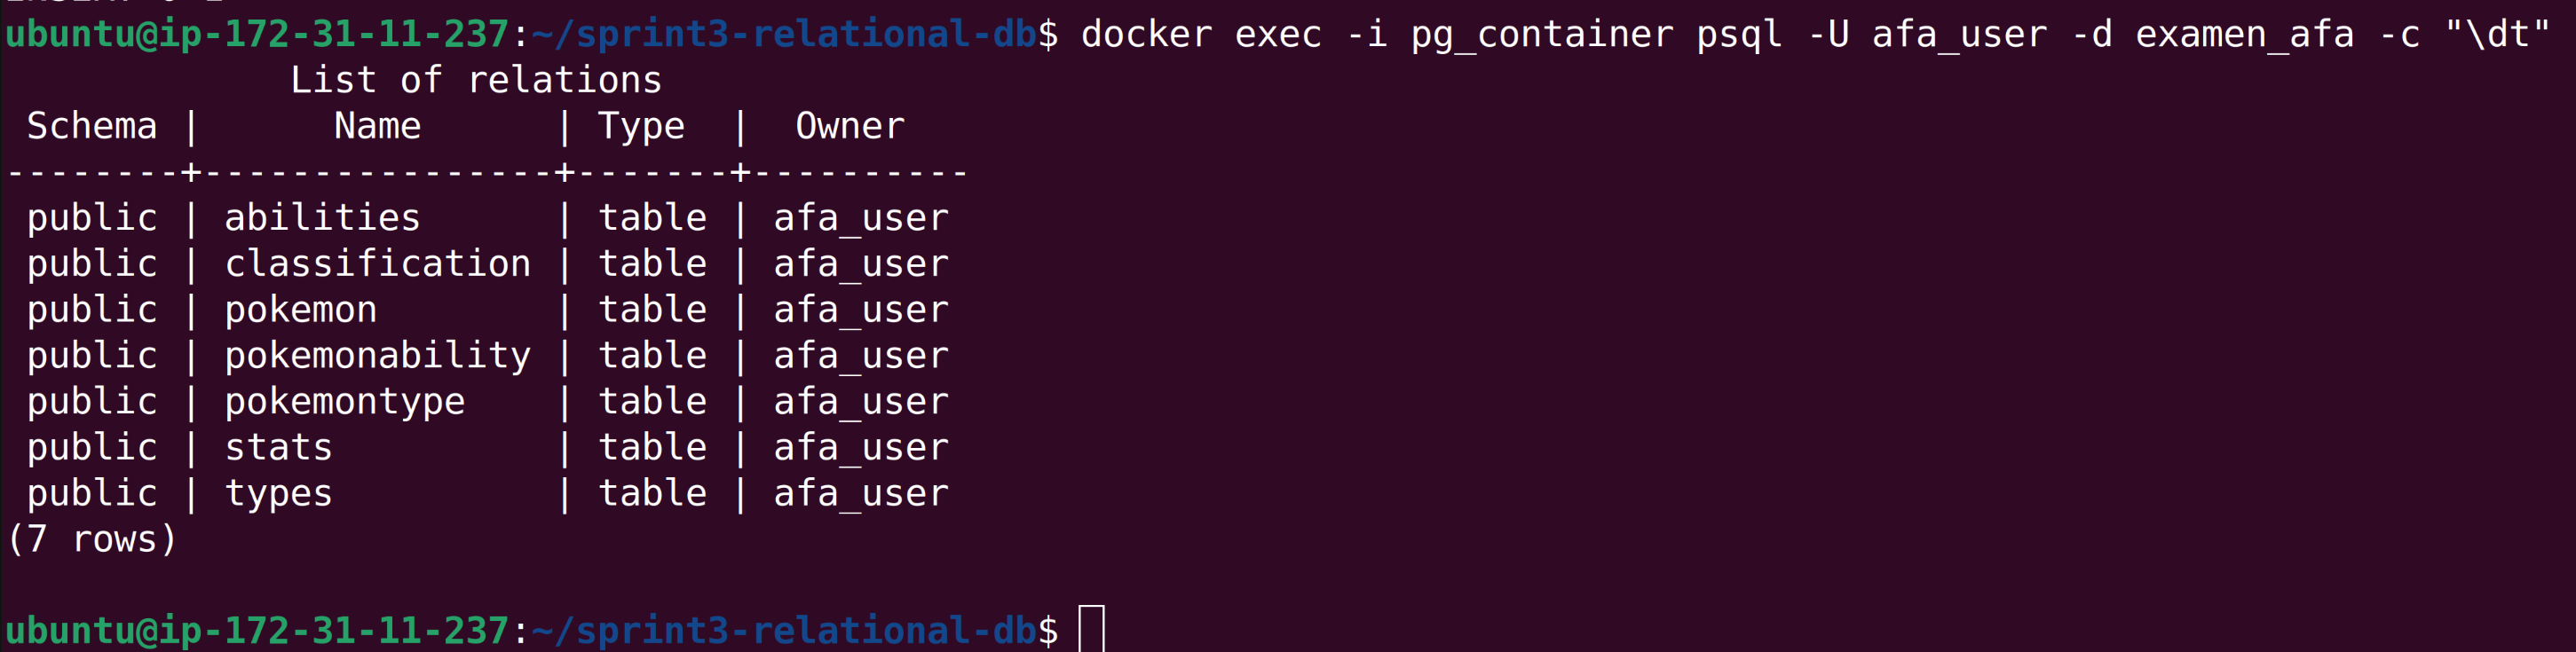 ubuntu@ip-172-31-11-237:~/sprint3-relational-db$ docker exec -i pg_container psql -U afa_user -d examen_afa -c "\dt"
             List of relations
 Schema |      Name      | Type  |  Owner
--------+----------------+-------+----------
 public | abilities      | table | afa_user
 public | classification | table | afa_user
 public | pokemon        | table | afa_user
 public | pokemonability | table | afa_user
 public | pokemontype    | table | afa_user
 public | stats          | table | afa_user
 public | types          | table | afa_user
(7 rows)

ubuntu@ip-172-31-11-237:~/sprint3-relational-db$